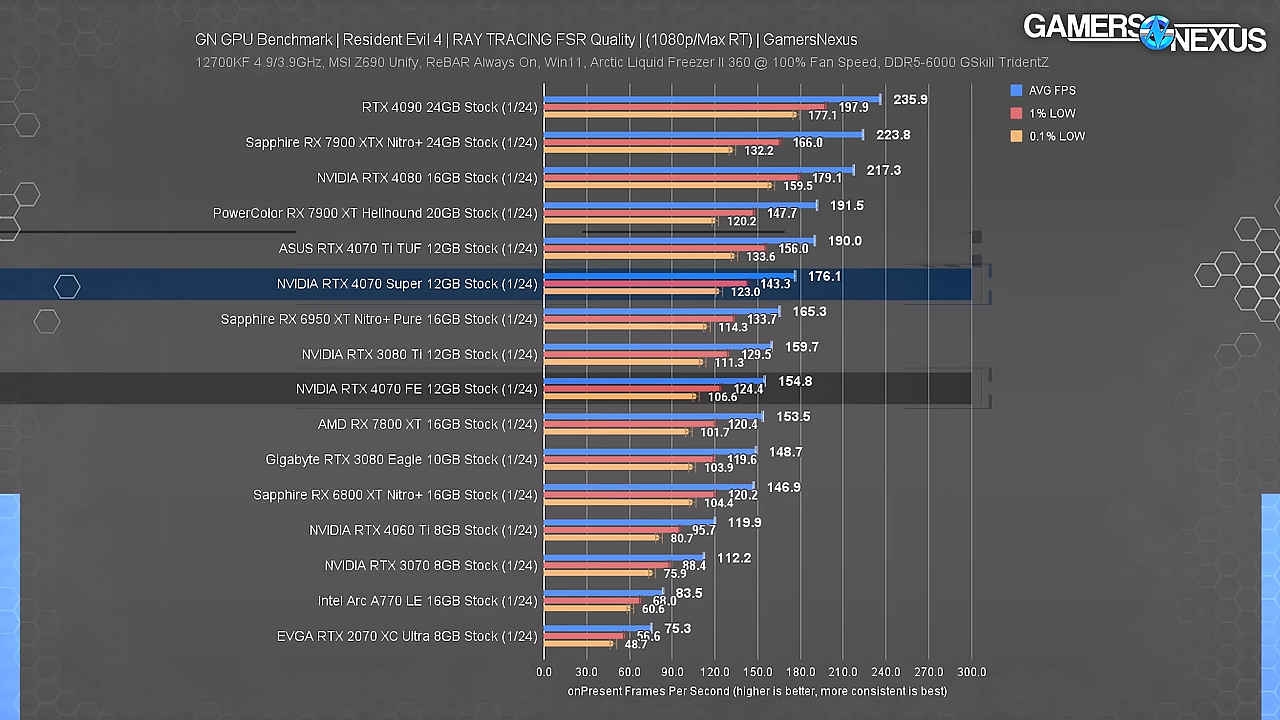 GAMERS NEXUS
GN GPU Benchmark | Resident Evil 4 | RAY TRACING FSR Quality | (1080p/Max RT) | GamersNexus
12700KF 4.9/3.9GHz, MSI Z690 Unify, ReBAR Always On, Win11, Arctic Liquid Freezer II 360 @ 100% Fan Speed, DDR5-6000 GSkill TridentZ
AVG FPS
1% LOW
0.1% LOW
RTX 4090 24GB Stock (1/24) 235.9 197.9 177.1
Sapphire RX 7900 XTX Nitro+ 24GB Stock (1/24) 223.8 166.0 132.2
NVIDIA RTX 4080 16GB Stock (1/24) 217.3 179.1 159.5
PowerColor RX 7900 XT Hellhound 20GB Stock (1/24) 191.5 147.7 120.2
ASUS RTX 4070 Ti TUF 12GB Stock (1/24) 190.0 156.0 133.6
NVIDIA RTX 4070 Super 12GB Stock (1/24) 176.1 143.3 123.0
Sapphire RX 6950 XT Nitro+ Pure 16GB Stock (1/24) 165.3 133.7 114.3
NVIDIA RTX 3080 Ti 12GB Stock (1/24) 159.7 129.5 111.3
NVIDIA RTX 4070 FE 12GB Stock (1/24) 154.8 124.4 106.6
AMD RX 7800 XT 16GB Stock (1/24) 153.5 120.4 101.7
Gigabyte RTX 3080 Eagle 10GB Stock (1/24) 148.7 119.6 103.9
Sapphire RX 6800 XT Nitro+ 16GB Stock (1/24) 146.9 120.2 104.4
NVIDIA RTX 4060 Ti 8GB Stock (1/24) 119.9 95.7 80.7
NVIDIA RTX 3070 8GB Stock (1/24) 112.2 88.4 75.9
Intel Arc A770 LE 16GB Stock (1/24) 83.5 68.0 60.6
EVGA RTX 2070 XC Ultra 8GB Stock (1/24) 75.3 56.6 48.7
0.0 30.0 60.0 90.0 120.0 150.0 180.0 210.0 240.0 270.0 300.0
onPresent Frames Per Second (higher is better, more consistent is best)